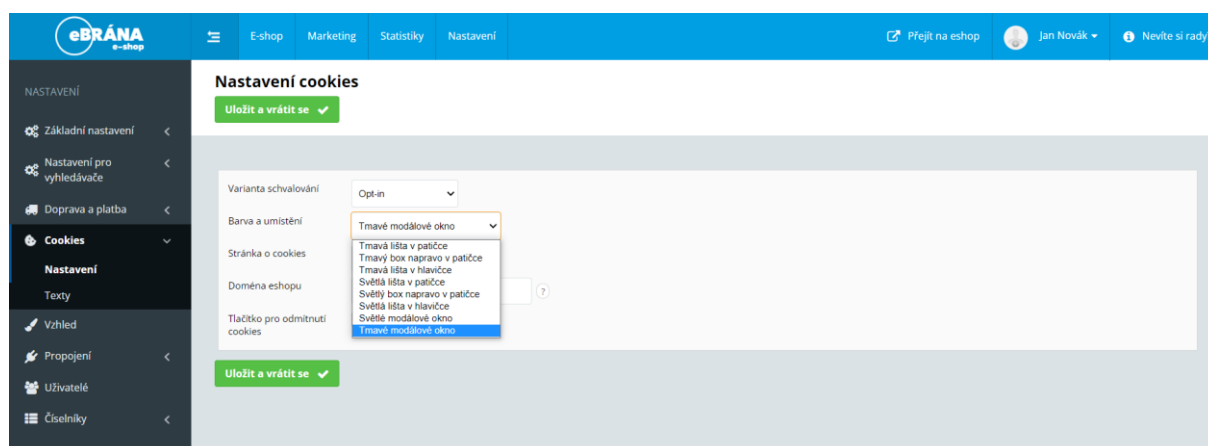 eBRÁNA
e-shop
E-shop
Marketing
Statistiky
Nastavení
Přejít na eshop
Jan Novák
Nevíte si rady
NASTAVENÍ
Základní nastavení
Nastavení pro
vyhledávače
Doprava a platba
Cookies
Nastavení
Texty
Vzhled
Propojení
Uživatelé
Číselníky
Nastavení cookies
Uložit a vrátit se
Varianta schvalování
Opt-in
Barva a umístění
Tmavé modálové okno
Tmavá lišta v patičce
Tmavý box napravo v patičce
Tmavá lišta v hlavičce
Světlá lišta v patičce
Světlý box napravo v patičce
Světlá lišta v hlavičce
Světlé modálové okno
Tmavé modálové okno
Stránka o cookies
Doména eshopu
?
Tlačítko pro odmítnutí
cookies
Uložit a vrátit se